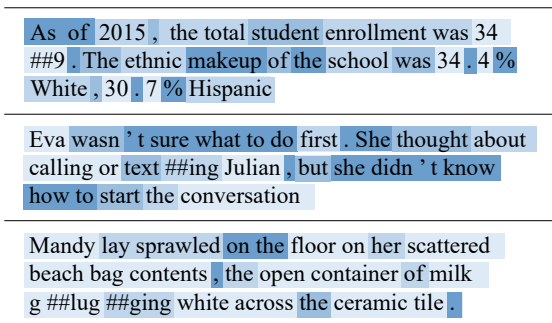 As of 2015 , the total student enrollment was 34
##9 . The ethnic makeup of the school was 34 . 4 %
White , 30 . 7 % Hispanic
Eva wasn ’ t sure what to do first . She thought about
calling or text ##ing Julian , but she didn ’ t know
how to start the conversation
Mandy lay sprawled on the floor on her scattered
beach bag contents , the open container of milk
g ##lug ##ging white across the ceramic tile .